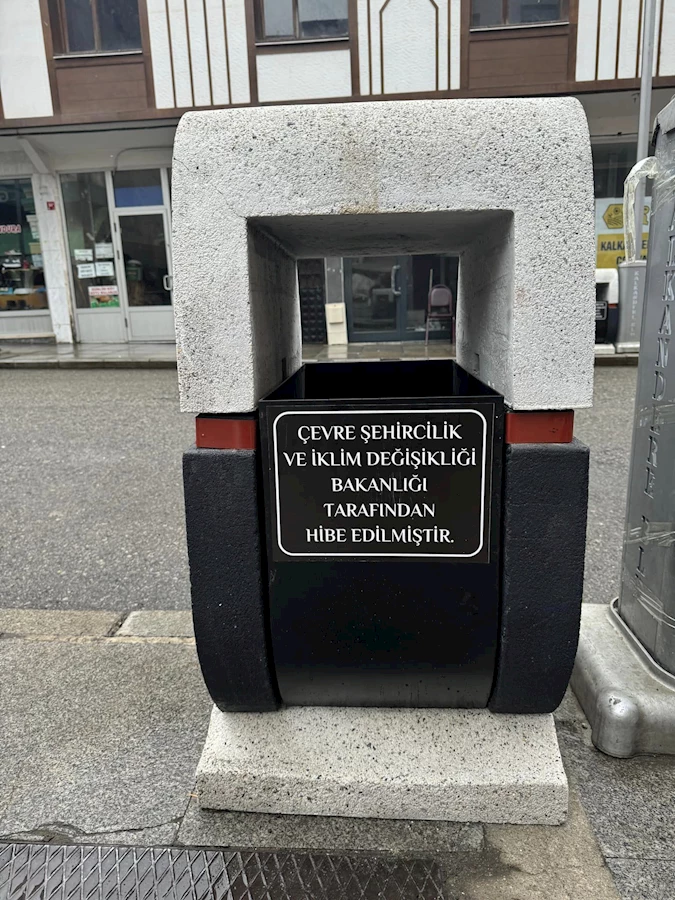 ÇEVRE ŞEHİRCİLİK
VE İKLİM DEĞİŞİKLİĞİ
BAKANLIĞI
TARAFINDAN
HİBE EDİLMİŞTİR.